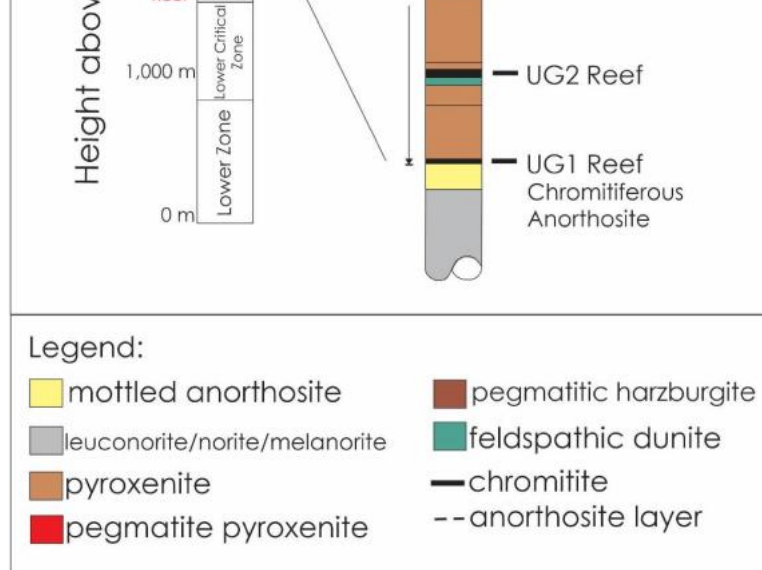 Height abov
1,000 m
Lower Critical
Zone
Lower Zone
0 m
UG2 Reef
UG1 Reef
Chromitiferous
Anorthosite
Legend:
mottled anorthosite
leuconorite/norite/melanorite
pyroxenite
pegmatite pyroxenite
pegmatitic harzburgite
feldspathic dunite
chromitite
anorthosite layer